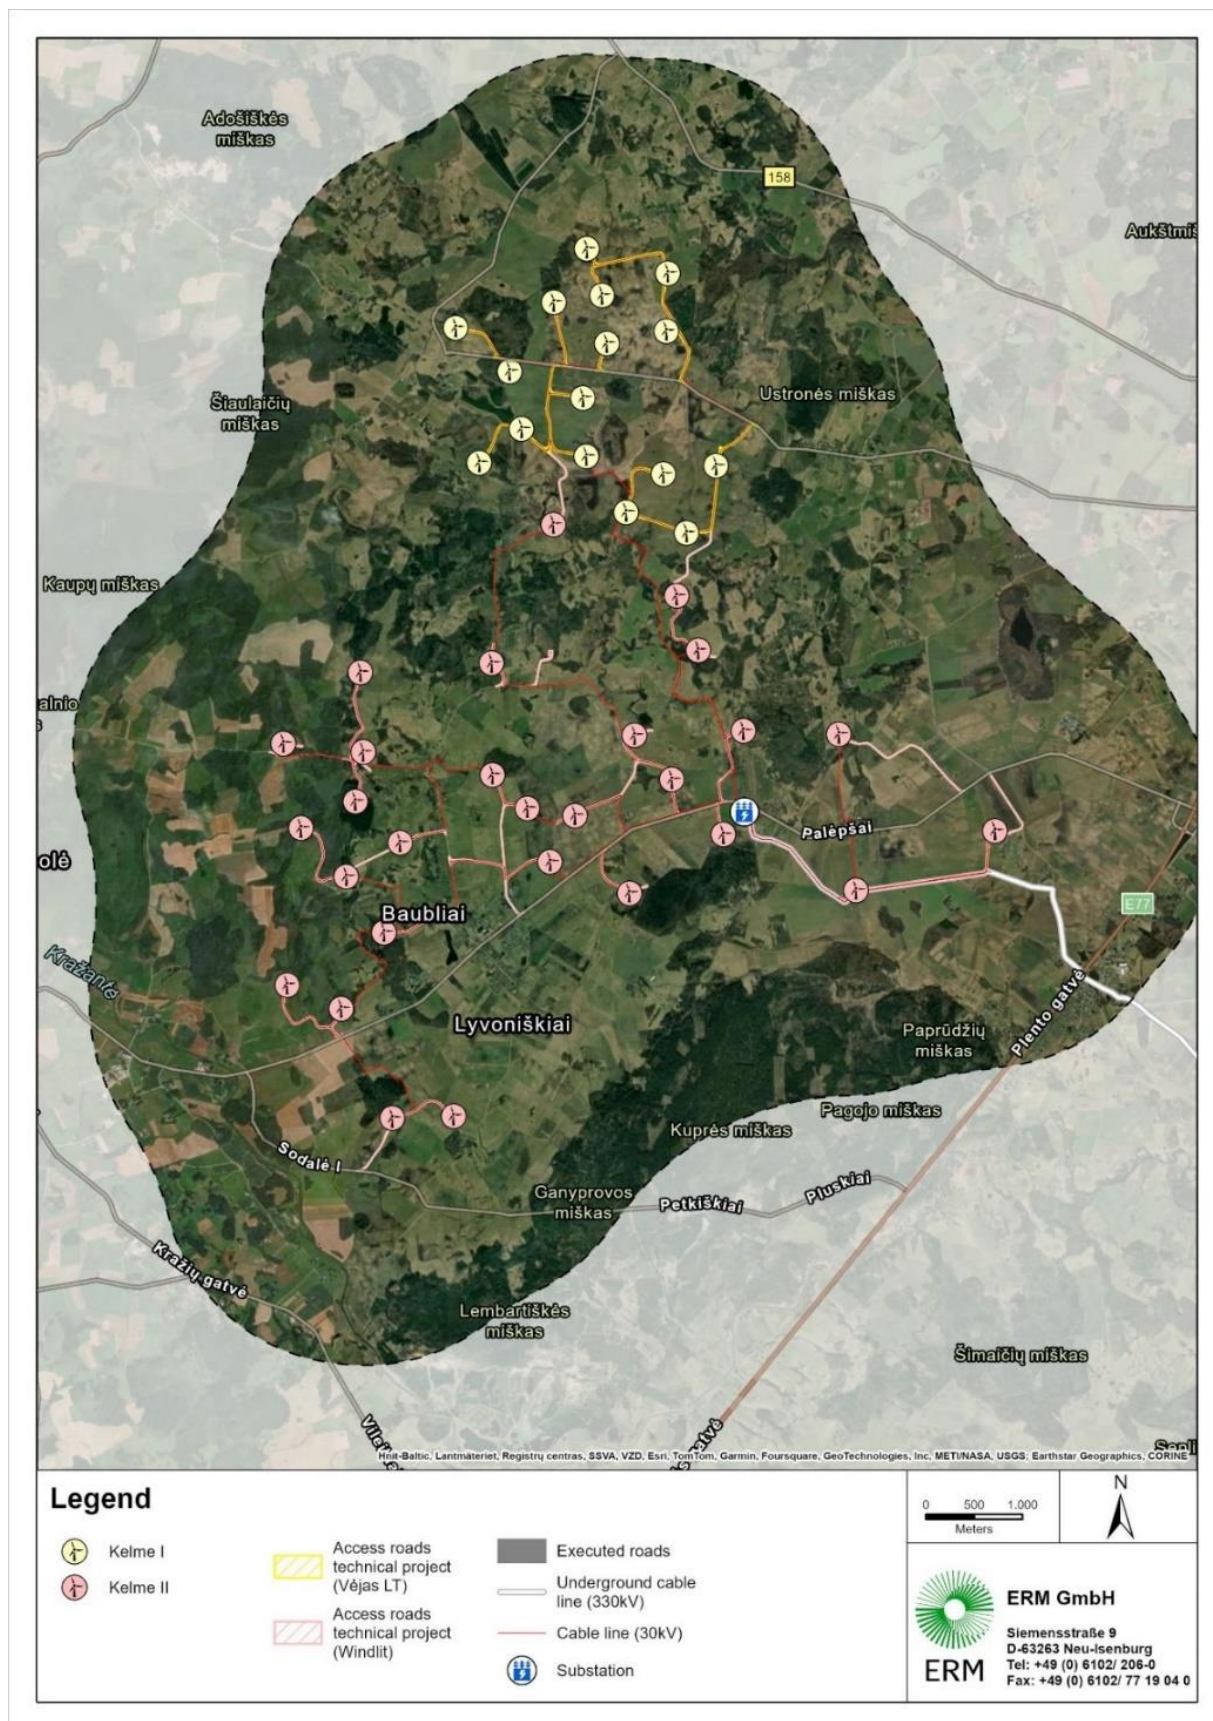 Adošiškės
miškas
158
Aukštmiš
Ustronės miškas
Šiaulaičių
miškas
Kaupų miškas
alnio
s
Palėpšai
olė
E77
Baubliai
Kražantė
Lyvoniškiai
Plento gatvė
Paprūdžių
miškas
Pagojo miškas
Kuprės miškas
Sodalė I
Pluskiai
Ganyprovos
miškas
Petkiškiai
Kražių gatvė
Lembartiškės
miškas
Šimaičių miškas
s gatvė
Hnit-Baltic, Lantmäteriet, Registrų centras, SSVA, VZD, Esri, TomTom, Garmin, Foursquare, GeoTechnologies, Inc, METI/NASA, USGS; Earthstar Geographics, CORINE
Legend
Kelme I
Kelme II
Access roads
technical project
(Vėjas LT)
Access roads
technical project
(Windlit)
Executed roads
Underground cable
line (330kV)
Cable line (30kV)
Substation
0 500 1.000
Meters
N
ERM
ERM GmbH
Siemensstraße 9
D-63263 Neu-Isenburg
Tel: +49 (0) 6102/ 206-0
Fax: +49 (0) 6102/ 77 19 04 0